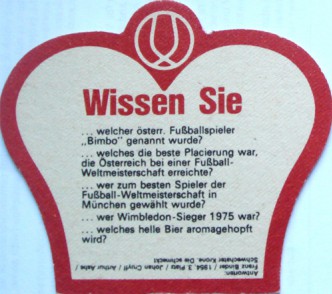 Wissen Sie
... welcher österr. Fußballspieler
„Bimbo" genannt wurde?
... welches die beste Placierung war,
die Österreich bei einer Fußball-
Weltmeisterschaft erreichte?
... wer zum besten Spieler der
Fußball-Weltmeisterschaft in
München gewählt wurde?
... wer Wimbledon-Sieger 1975 war?
... welches helle Bier aromagehopft
wird?
Antworten:
Franz Binder / 1954 3. Platz / Johan Cruyff / Arthur Ashe /
Schwechater Krone. Die schmeckt.